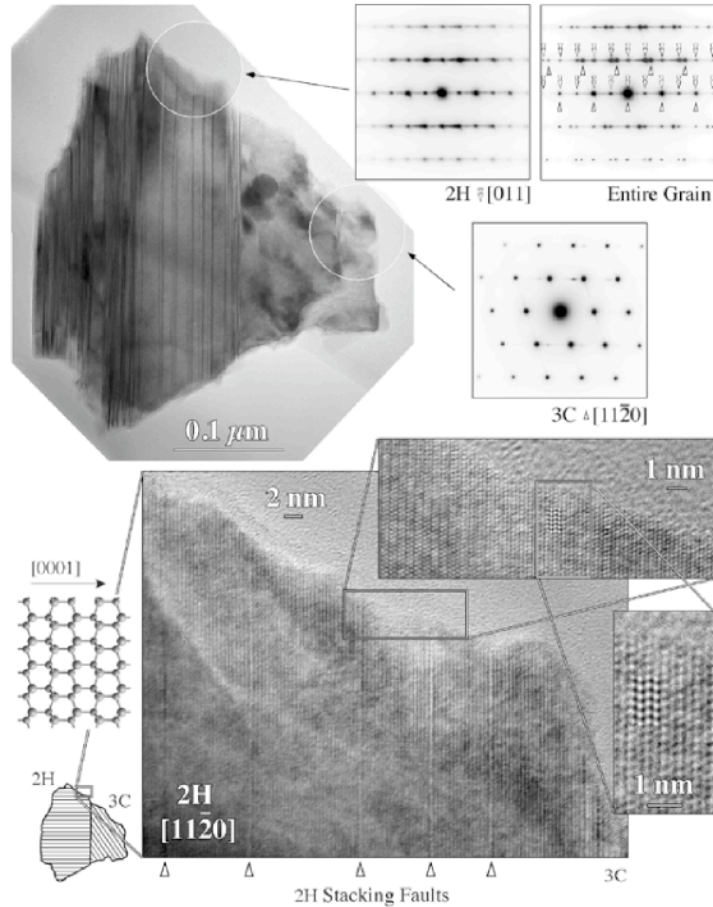 2H [011]
Entire Grain
3C Δ [112̅0]
0.1 μm
1 nm
2 nm
[0001]
1 nm
2H
3C
2H
[112̅0]
3C
2H Stacking Faults